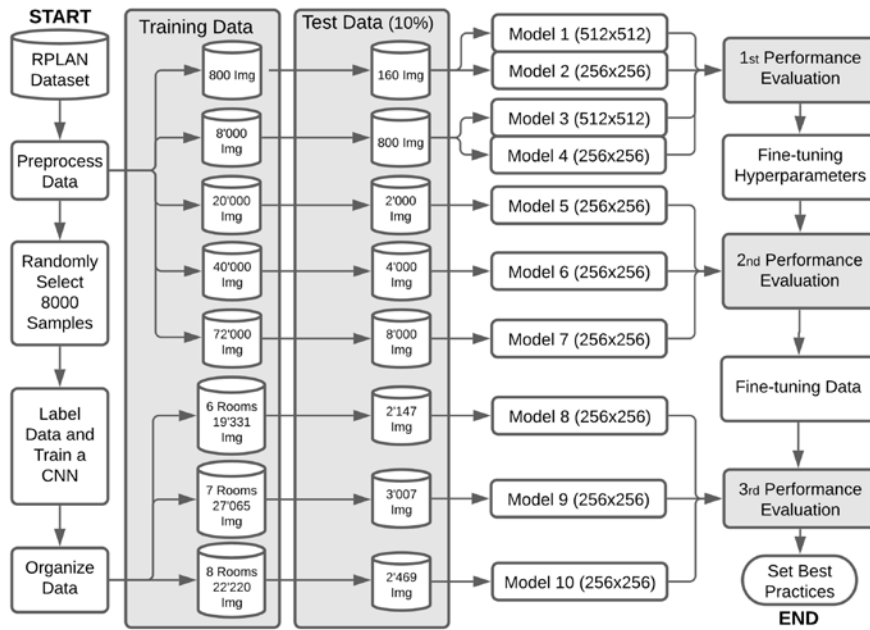 START
RPLAN
Dataset
Preprocess
Data
Randomly
Select
8000
Samples
Label
Data and
Train a
CNN
Organize
Data
Training Data
800 Img
8'000
Img
20'000
Img
40'000
Img
72'000
Img
6 Rooms
19'331
Img
7 Rooms
27'065
Img
8 Rooms
22'220
Img
Test Data (10%)
160 Img
800 Img
2'000
Img
4'000
Img
8'000
Img
2'147
Img
3'007
Img
2'469
Img
Model 1 (512x512)
Model 2 (256x256)
Model 3 (512x512)
Model 4 (256x256)
Model 5 (256x256)
Model 6 (256x256)
Model 7 (256x256)
Model 8 (256x256)
Model 9 (256x256)
Model 10 (256x256)
1st Performance
Evaluation
Fine-tuning
Hyperparameters
2nd Performance
Evaluation
Fine-tuning Data
3rd Performance
Evaluation
Set Best
Practices
END